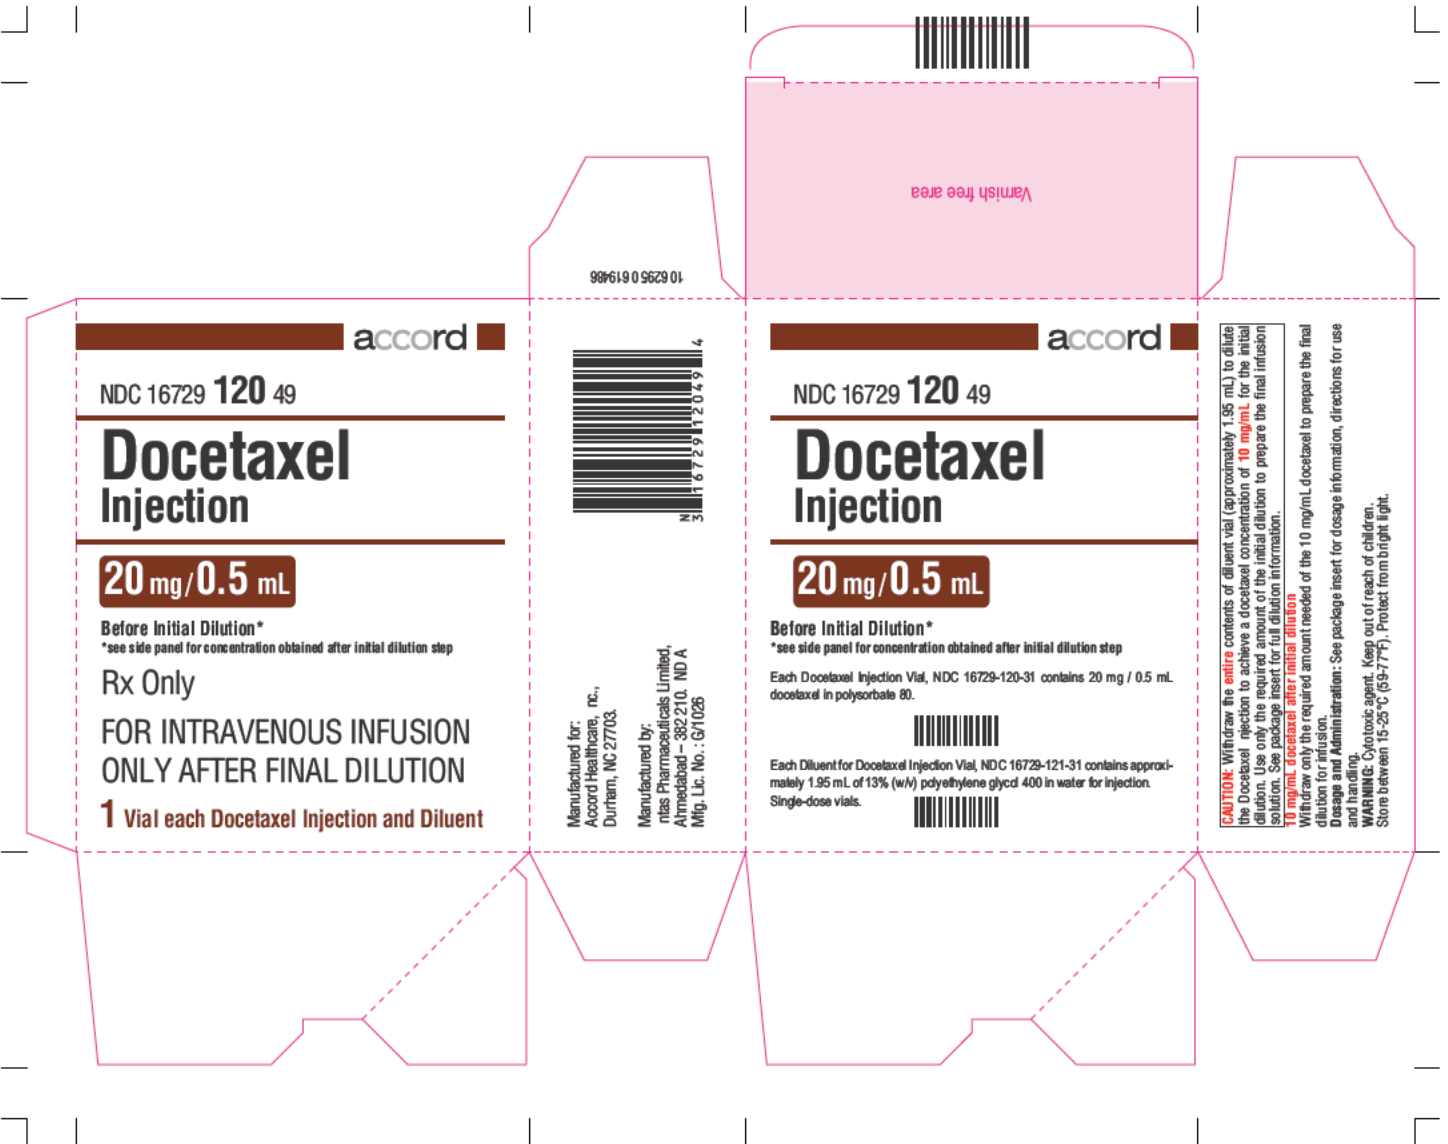 Varnish free area
10 6295 0 619486
accord
NDC 16729 120 49
Docetaxel
Injection
20 mg/0.5 mL
Before Initial Dilution*
*see side panel for concentration obtained after initial dilution step
Rx Only
FOR INTRAVENOUS INFUSION
ONLY AFTER FINAL DILUTION
1 Vial each Docetaxel Injection and Diluent
N
3 16729 12049 4
Manufactured for:
Accord Healthcare, nc.,
Durham, NC 27703.
Manufactured by:
ntas Pharmaceuticals Limited,
Ahmedabad – 382 210. ND A
Mfg. Lic. No. : G/1026
accord
NDC 16729 120 49
Docetaxel
Injection
20 mg/0.5 mL
Before Initial Dilution*
*see side panel for concentration obtained after initial dilution step
Each Docetaxel Injection Vial, NDC 16729-120-31 contains 20 mg / 0.5 mL
docetaxel in polysorbate 80.
Each Diluent for Docetaxel Injection Vial, NDC 16729-121-31 contains approxi-
mately 1.95 mL of 13% (w/v) polyethylene glycol 400 in water for injection.
Single-dose vials.
CAUTION: Withdraw the entire contents of diluent vial (approximately 1.95 mL) to dilute
the Docetaxel njection to achieve a docetaxel concentration of 10 mg/mL for the initial
dilution. Use only the required amount of the initial dilution to prepare the final infusion
solution. See package insert for full dilution information.
10 mg/mL docetaxel after initial dilution
Withdraw only the required amount needed of the 10 mg/mL docetaxel to prepare the final
dilution for infusion.
Dosage and Administration: See package insert for dosage information, directions for use
and handling.
WARNING: Cytotoxic agent. Keep out of reach of children.
Store between 15-25°C (59-77°F). Protect from bright light.